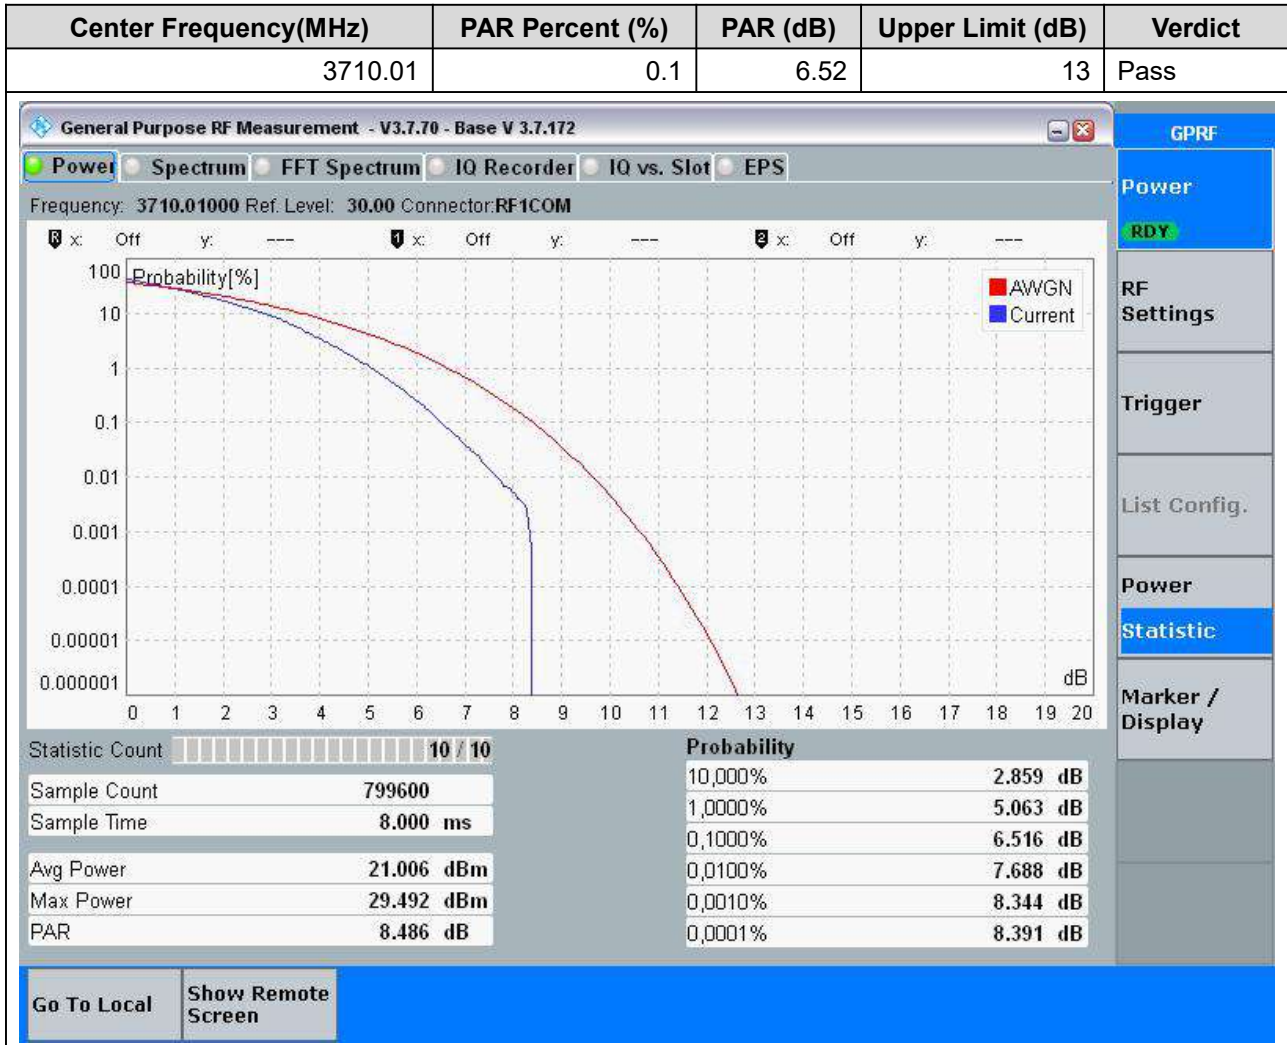 Center Frequency(MHz) PAR Percent (%) PAR (dB) Upper Limit (dB) Verdict
3710.01 0.1 6.52 13 Pass
General Purpose RF Measurement - V3.7.70 - Base V 3.7.172
GPRF
Power Spectrum FFT Spectrum IQ Recorder IQ vs. Slot EPS
Power
RDY
Frequency: 3710.01000 Ref. Level: 30.00 Connector:RF1COM
R x: Off y: --- 1 x: Off y: --- 2 x: Off y: ---
Probability[%]
AWGN
Current
100
10
1
0.1
0.01
0.001
0.0001
0.00001
0.000001
dB
0 1 2 3 4 5 6 7 8 9 10 11 12 13 14 15 16 17 18 19 20
RF
Settings
Trigger
List Config.
Power
Statistic
Marker /
Display
Statistic Count 10 / 10
Sample Count 799600
Sample Time 8.000 ms
Avg Power 21.006 dBm
Max Power 29.492 dBm
PAR 8.486 dB
Probability
10,000% 2.859 dB
1,0000% 5.063 dB
0,1000% 6.516 dB
0,0100% 7.688 dB
0,0010% 8.344 dB
0,0001% 8.391 dB
Go To Local
Show Remote
Screen